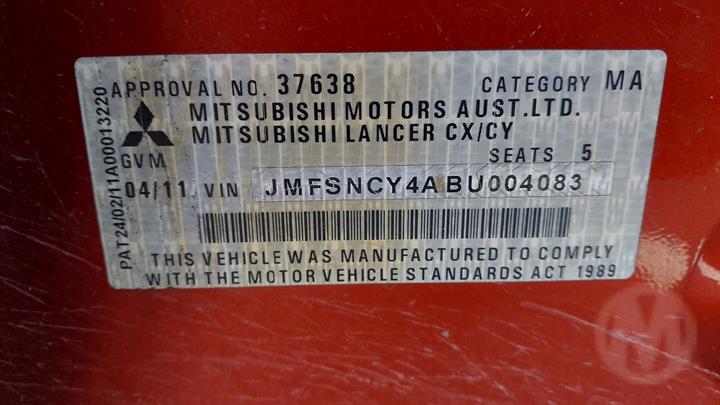 APPROVAL NO. 37638 CATEGORY MA
MITSUBISHI MOTORS AUST.LTD.
MITSUBISHI LANCER CX/CY
GVM SEATS 5
04/11 VIN JMFSNCY4ABU004083
THIS VEHICLE WAS MANUFACTURED TO COMPLY
WITH THE MOTOR VEHICLE STANDARDS ACT 1989
PAT24/02/11A00013220
M